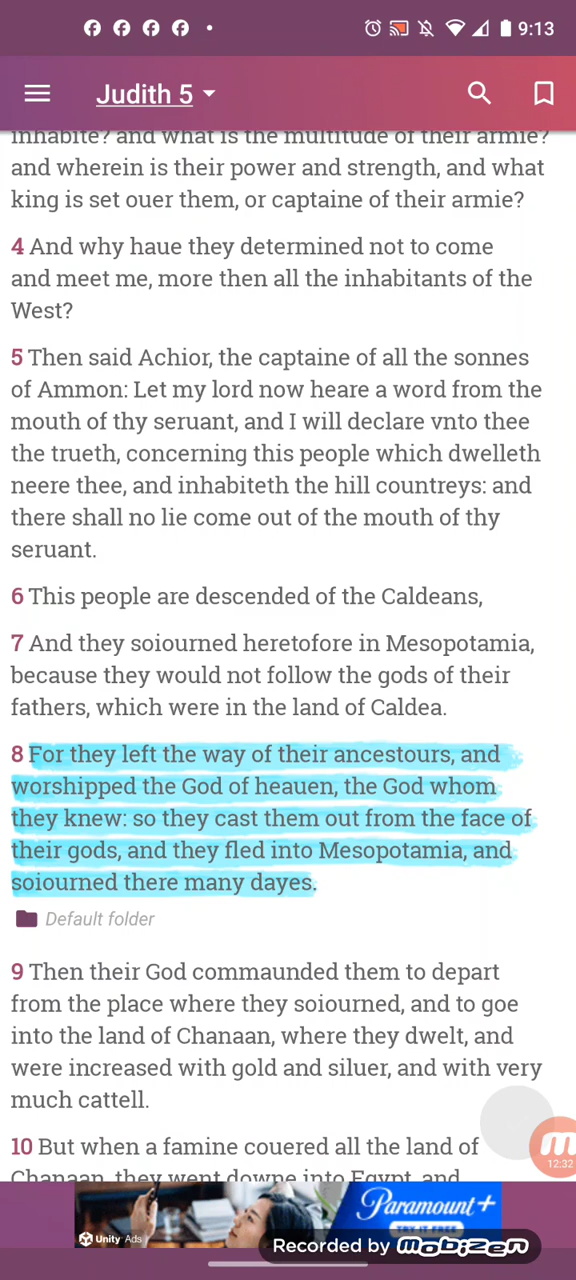 9:13
Judith 5
inhabite? and what is the multitude of their armie?
and wherein is their power and strength, and what
king is set ouer them, or captaine of their armie?
4 And why haue they determined not to come
and meet me, more then all the inhabitants of the
West?
5 Then said Achior, the captaine of all the sonnes
of Ammon: Let my lord now heare a word from the
mouth of thy seruant, and I will declare vnto thee
the trueth, concerning this people which dwelleth
neere thee, and inhabiteth the hill countreys: and
there shall no lie come out of the mouth of thy
seruant.
6 This people are descended of the Caldeans,
7 And they soiourned heretofore in Mesopotamia,
because they would not follow the gods of their
fathers, which were in the land of Caldea.
8 For they left the way of their ancestours, and
worshipped the God of heauen, the God whom
they knew: so they cast them out from the face of
their gods, and they fled into Mesopotamia, and
soiourned there many dayes.
Default folder
9 Then their God commaunded them to depart
from the place where they soiourned, and to goe
into the land of Chanaan, where they dwelt, and
were increased with gold and siluer, and with very
much cattell.
10 But when a famine couered all the land of
Chanaan, they went downe into Egypt, and
12:32
Paramount+
TRY IT FREE
Unity Ads
Recorded by mobizen